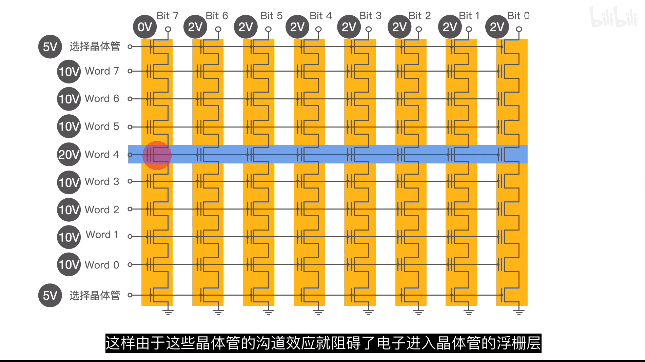 Bit 7 Bit 6 Bit 5 Bit 4 Bit 3 Bit 2 Bit 1 Bit 0
0V 2V 2V 2V 2V 2V 2V 2V
bilibili
5V 选择晶体管
10V Word 7
10V Word 6
10V Word 5
20V Word 4
10V Word 3
10V Word 2
10V Word 1
10V Word 0
5V 选择晶体管
这样由于这些晶体管的沟道效应就阻碍了电子进入晶体管的浮栅层